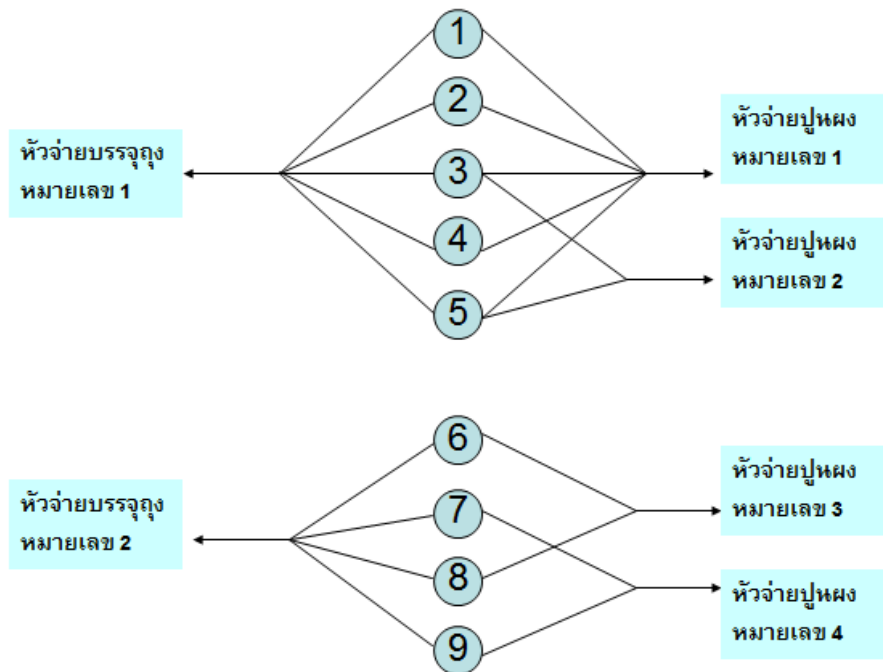 1
2
3
4
5
หัวจ่ายบรรจุถุง
หมายเลข 1
หัวจ่ายปูนผง
หมายเลข 1
หัวจ่ายปูนผง
หมายเลข 2
6
7
8
9
หัวจ่ายบรรจุถุง
หมายเลข 2
หัวจ่ายปูนผง
หมายเลข 3
หัวจ่ายปูนผง
หมายเลข 4